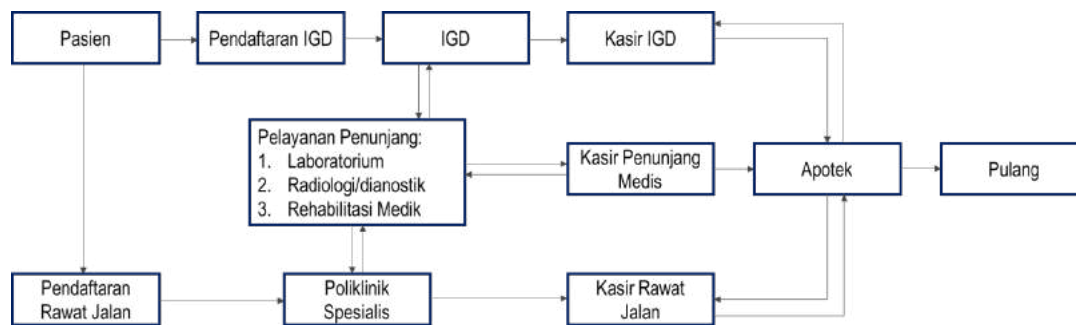 Pasien
Pendaftaran IGD
IGD
Kasir IGD
Pelayanan Penunjang:
1. Laboratorium
2. Radiologi/dianostik
3. Rehabilitasi Medik
Kasir Penunjang
Medis
Apotek
Pulang
Pendaftaran
Rawat Jalan
Poliklinik
Spesialis
Kasir Rawat
Jalan